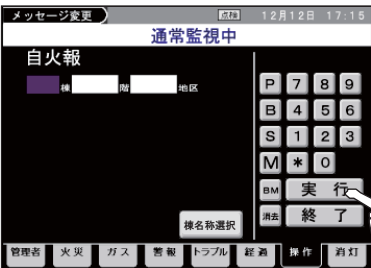 メッセージ変更 点検 12月12日 17:15
通常監視中
自火報
棟 階 地区
P 7 8 9
B 4 5 6
S 1 2 3
M * 0
BM 実 行
棟名称選択 消去 終 了
管理者 火災 ガス 警報 トラブル 経過 操作 消灯